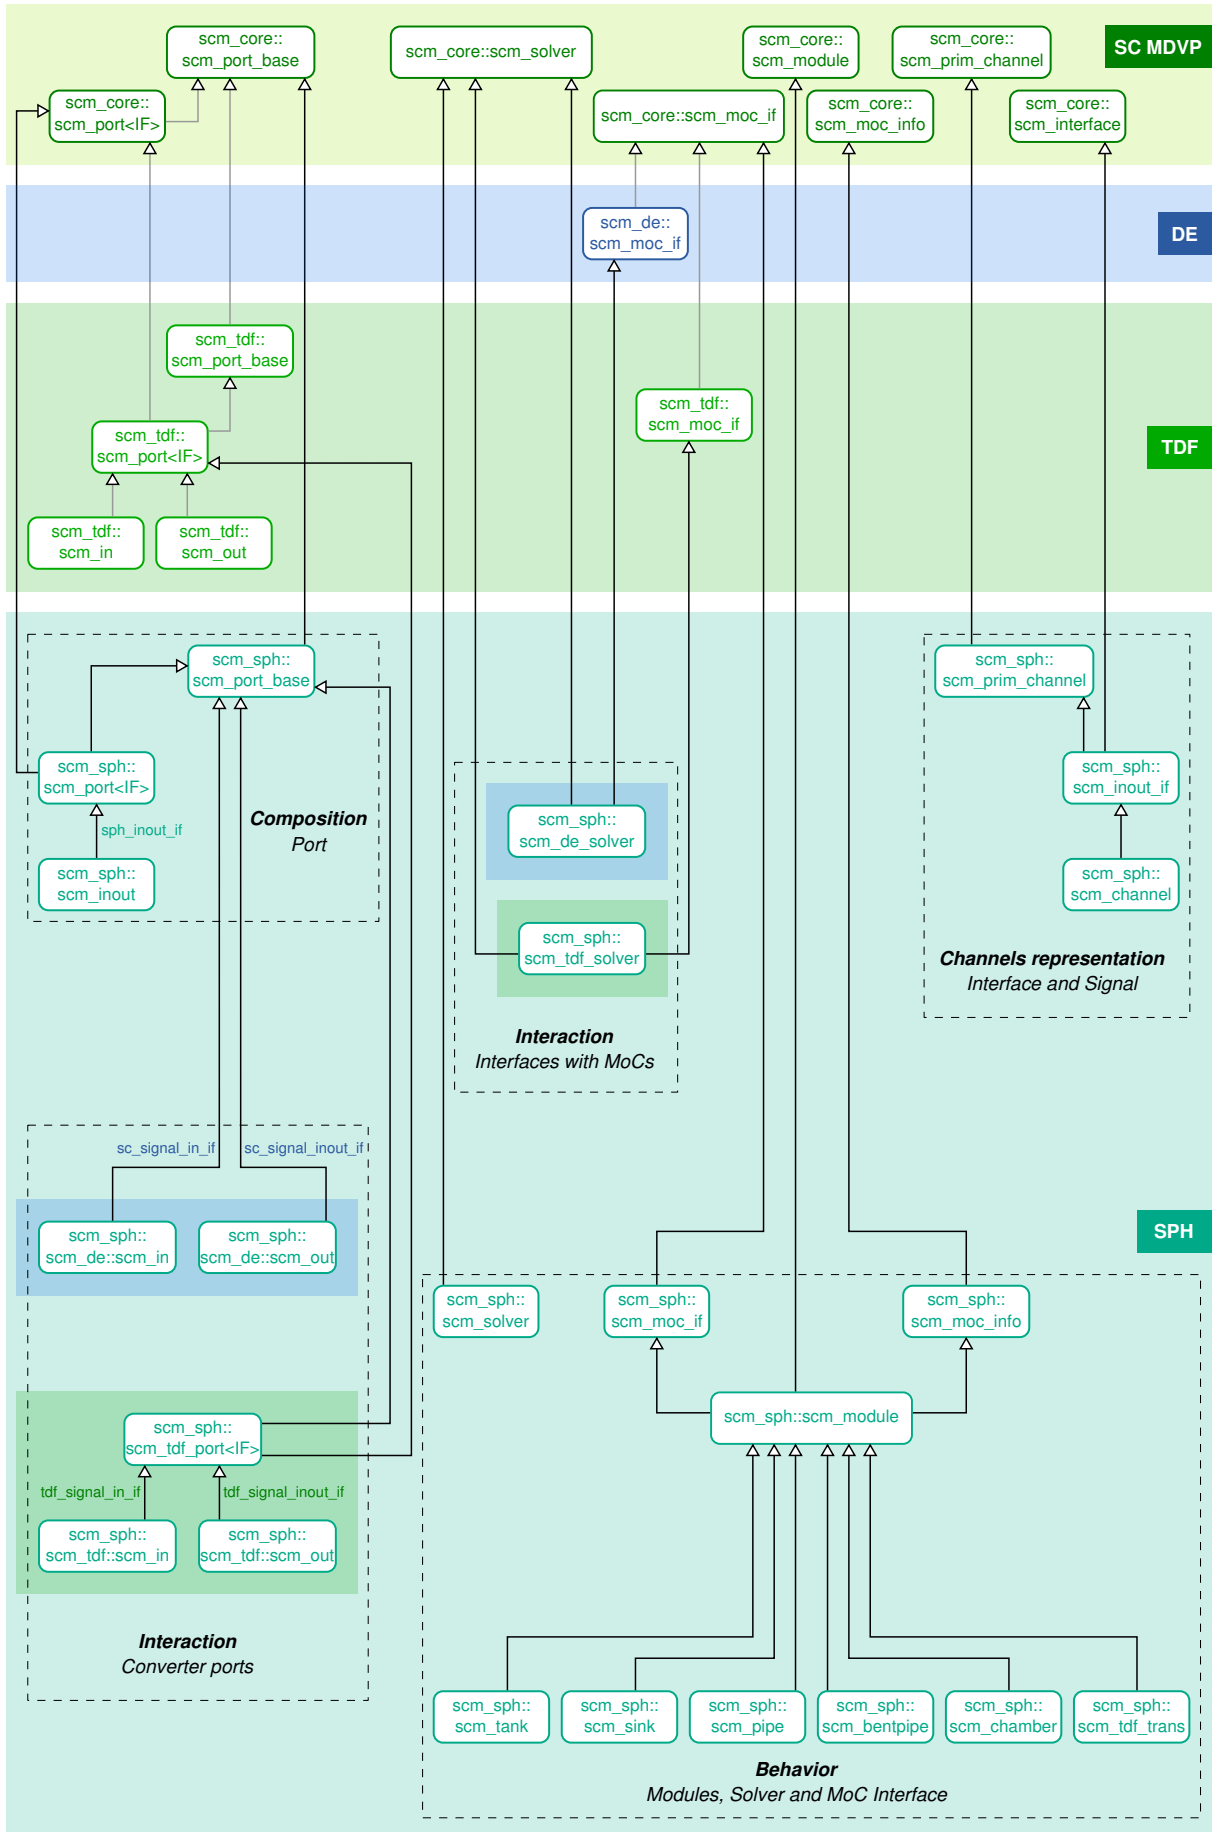 scm_core::
scm_port_base
scm_core::scm_solver
scm_core::
scm_module
scm_core::
scm_prim_channel
SC MDVP
scm_core::
scm_port<IF>
scm_core::scm_moc_if
scm_core::
scm_moc_info
scm_core::
scm_interface
scm_de::
scm_moc_if
DE
scm_tdf::
scm_port_base
scm_tdf::
scm_moc_if
scm_tdf::
scm_port<IF>
TDF
scm_tdf::
scm_in
scm_tdf::
scm_out
scm_sph::
scm_port_base
scm_sph::
scm_prim_channel
scm_sph::
scm_port<IF>
scm_sph::
scm_inout_if
sph_inout_if
Composition
Port
scm_sph::
scm_de_solver
scm_sph::
scm_inout
scm_sph::
scm_channel
scm_sph::
scm_tdf_solver
Channels representation
Interface and Signal
Interaction
Interfaces with MoCs
sc_signal_in_if
sc_signal_inout_if
scm_sph::
scm_de::scm_in
scm_sph::
scm_de::scm_out
SPH
scm_sph::
scm_solver
scm_sph::
scm_moc_if
scm_sph::
scm_moc_info
scm_sph::scm_module
scm_sph::
scm_tdf_port<IF>
tdf_signal_in_if
tdf_signal_inout_if
scm_sph::
scm_tdf::scm_in
scm_sph::
scm_tdf::scm_out
Interaction
Converter ports
scm_sph::
scm_tank
scm_sph::
scm_sink
scm_sph::
scm_pipe
scm_sph::
scm_bentpipe
scm_sph::
scm_chamber
scm_sph::
scm_tdf_trans
Behavior
Modules, Solver and MoC Interface